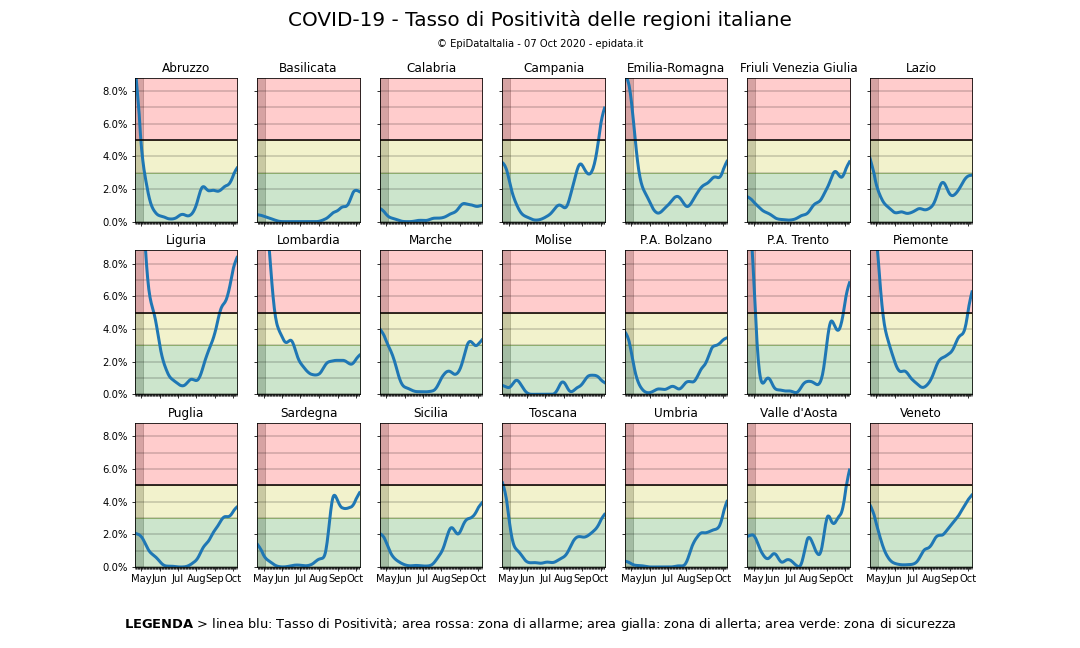 COVID-19 - Tasso di Positività delle regioni italiane
© EpiDataItalia - 07 Oct 2020 - epidata.it
Abruzzo Basilicata Calabria Campania Emilia-Romagna Friuli Venezia Giulia Lazio
8.0%
6.0%
4.0%
2.0%
0.0%
Liguria Lombardia Marche Molise P.A. Bolzano P.A. Trento Piemonte
8.0%
6.0%
4.0%
2.0%
0.0%
Puglia Sardegna Sicilia Toscana Umbria Valle d'Aosta Veneto
8.0%
6.0%
4.0%
2.0%
0.0%
May Jun Jul Aug Sep Oct May Jun Jul Aug Sep Oct May Jun Jul Aug Sep Oct May Jun Jul Aug Sep Oct May Jun Jul Aug Sep Oct May Jun Jul Aug Sep Oct May Jun Jul Aug Sep Oct
LEGENDA > linea blu: Tasso di Positività; area rossa: zona di allarme; area gialla: zona di allerta; area verde: zona di sicurezza